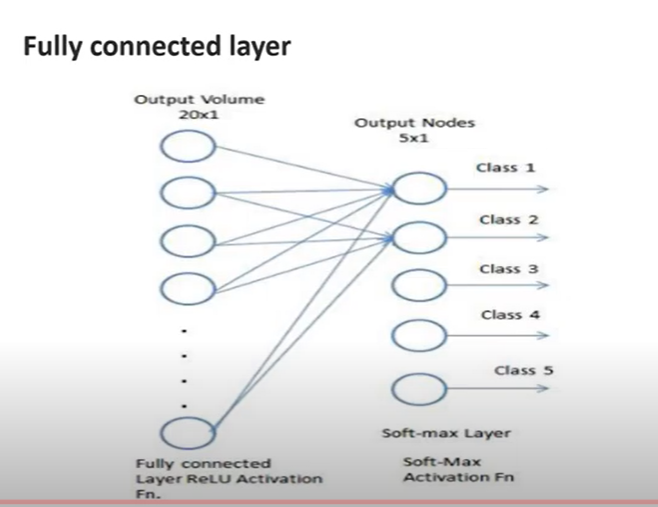 Fully connected layer
Output Volume
20x1
Output Nodes
5x1
Class 1
Class 2
Class 3
Class 4
Class 5
Soft-max Layer
Fully connected
Layer ReLU Activation
Fn.
Soft-Max
Activation Fn